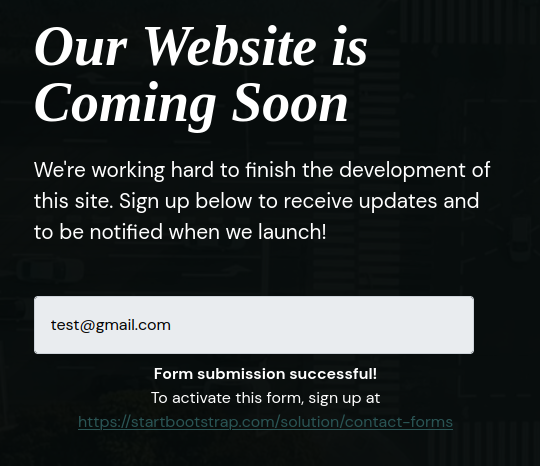 Our Website is
Coming Soon
We're working hard to finish the development of
this site. Sign up below to receive updates and
to be notified when we launch!
test@gmail.com
Form submission successful!
To activate this form, sign up at
https://startbootstrap.com/solution/contact-forms